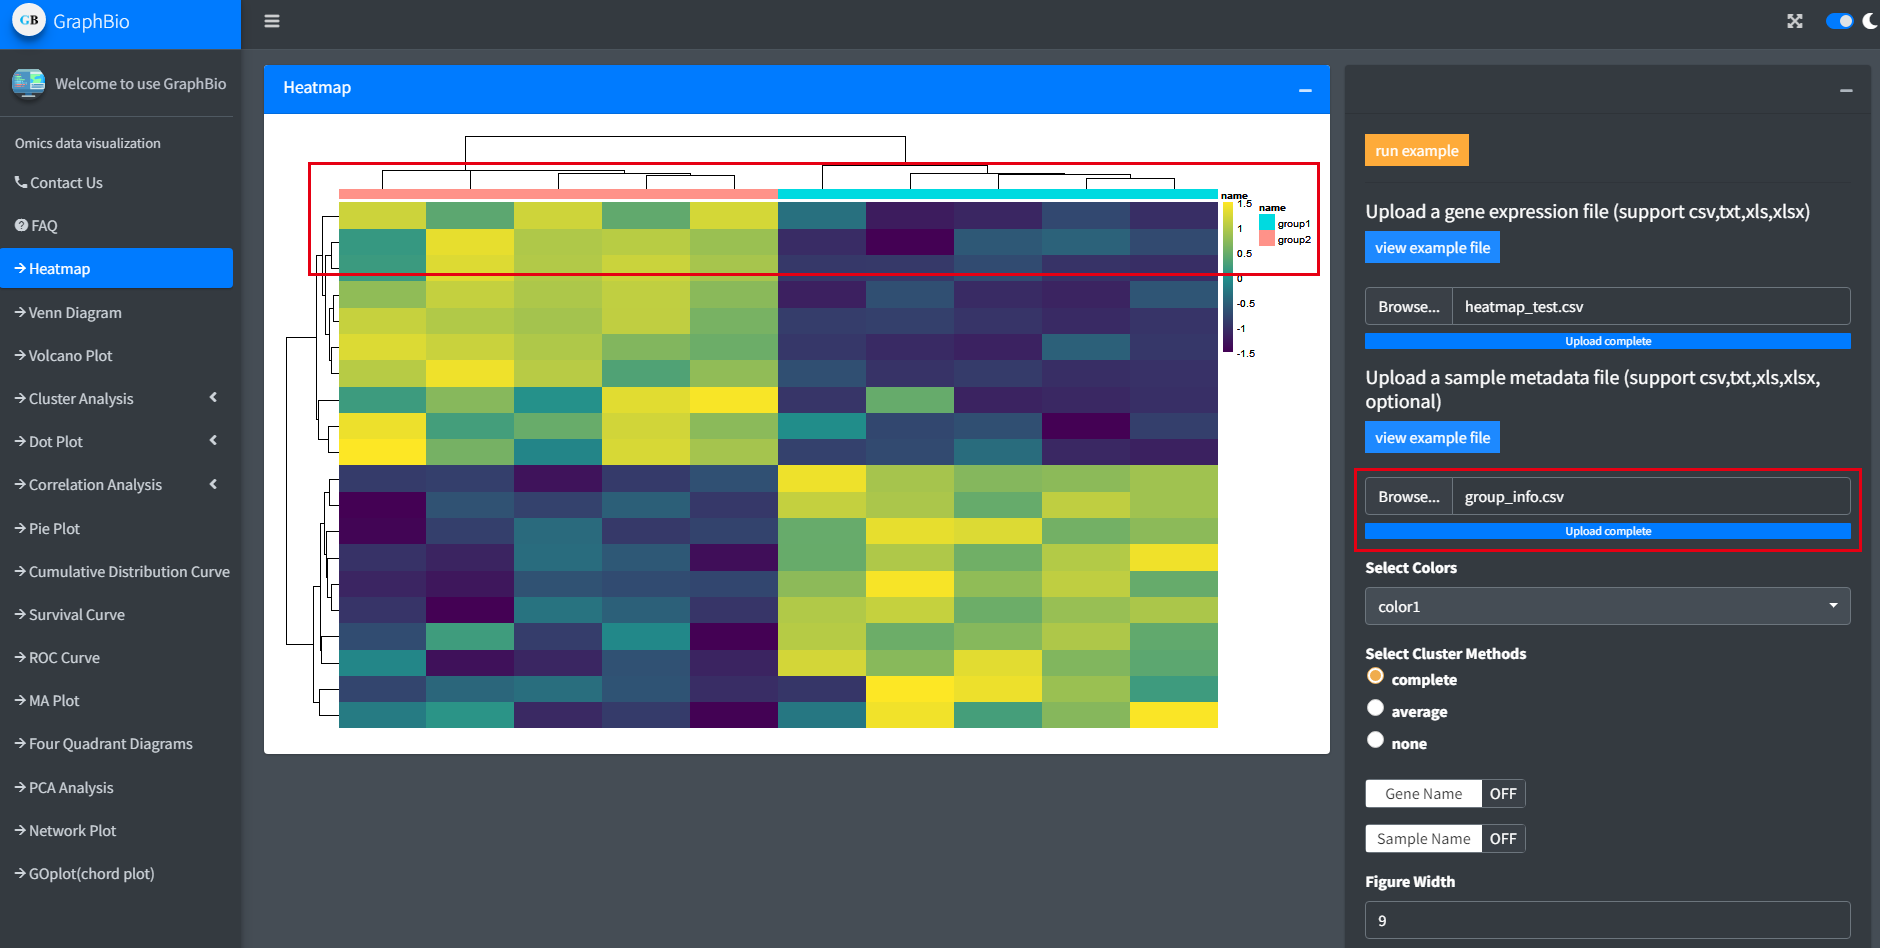 GB GraphBio
Welcome to use GraphBio
Omics data visualization
Contact Us
FAQ
Heatmap
Venn Diagram
Volcano Plot
Cluster Analysis
Dot Plot
Correlation Analysis
Pie Plot
Cumulative Distribution Curve
Survival Curve
ROC Curve
MA Plot
Four Quadrant Diagrams
PCA Analysis
Network Plot
GOplot(chord plot)
Heatmap
name
1.5
1
0.5
0
-0.5
-1
-1.5
name
group1
group2
run example
Upload a gene expression file (support csv,txt,xls,xlsx)
view example file
Browse... heatmap_test.csv
Upload complete
Upload a sample metadata file (support csv,txt,xls,xlsx,
optional)
view example file
Browse... group_info.csv
Upload complete
Select Colors
color1
Select Cluster Methods
complete
average
none
Gene Name OFF
Sample Name OFF
Figure Width
9